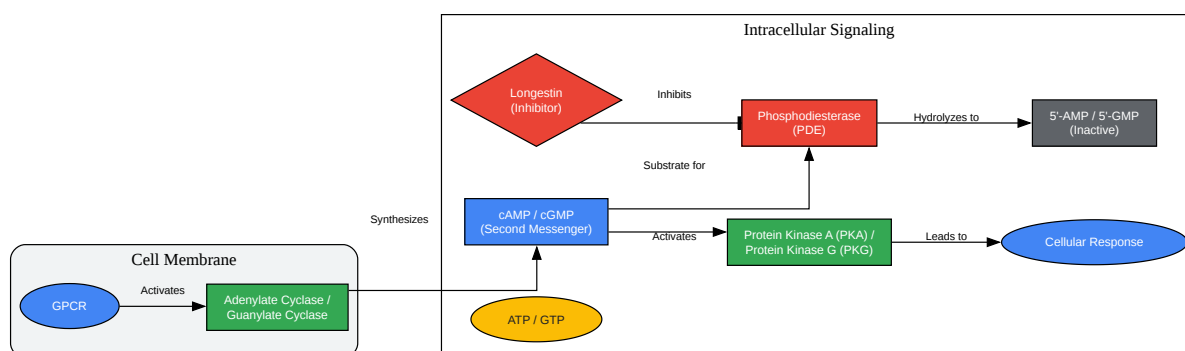 Intracellular Signaling
Longestin
(Inhibitor)
Inhibits
Phosphodiesterase
(PDE)
Hydrolyzes to
5'-AMP / 5'-GMP
(Inactive)
Substrate for
Synthesizes
cAMP / cGMP
(Second Messenger)
Activates
Protein Kinase A (PKA) /
Protein Kinase G (PKG)
Leads to
Cellular Response
Cell Membrane
GPCR
Activates
Adenylate Cyclase /
Guanylate Cyclase
ATP / GTP